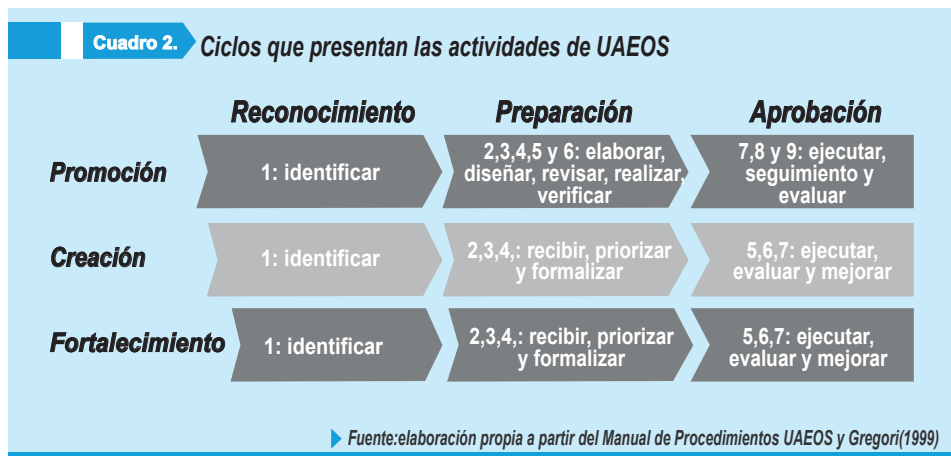 Cuadro 2. Ciclos que presentan las actividades de UAEOS
Reconocimiento Preparación Aprobación
Promoción
1: identificar
2,3,4,5 y 6: elaborar,
diseñar, revisar, realizar,
verificar
7,8 y 9: ejecutar,
seguimiento y
evaluar
Creación
1: identificar
2,3,4,: recibir, priorizar
y formalizar
5,6,7: ejecutar,
evaluar y mejorar
Fortalecimiento
1: identificar
2,3,4,: recibir, priorizar
y formalizar
5,6,7: ejecutar,
evaluar y mejorar
Fuente:elaboración propia a partir del Manual de Procedimientos UAEOS y Gregori(1999)